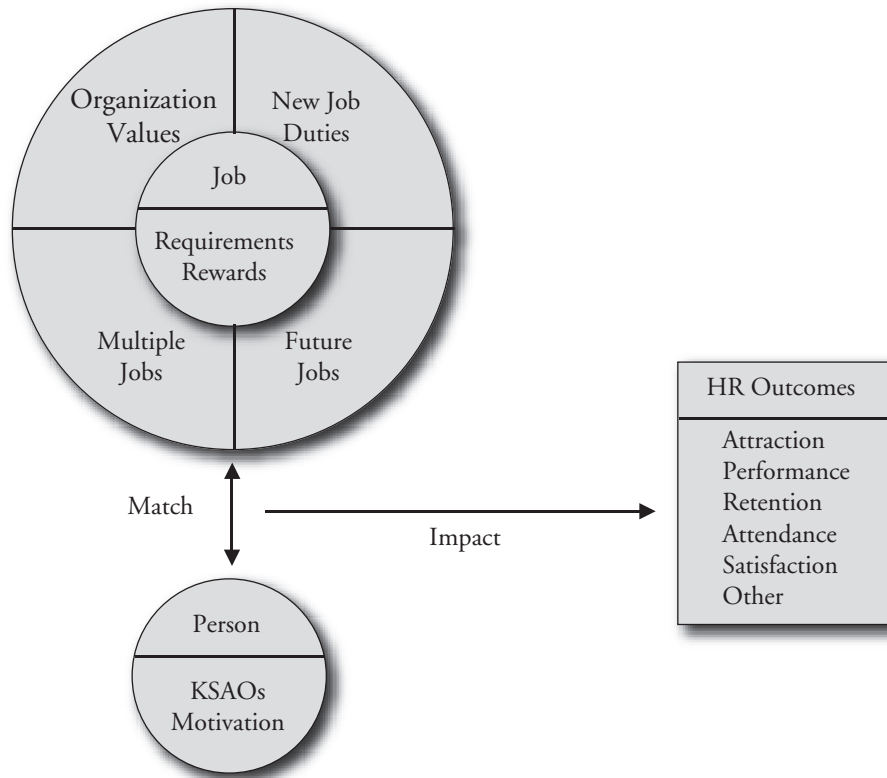 Organization
Values
New Job
Duties
Job
Requirements
Rewards
Multiple
Jobs
Future
Jobs
Match
Impact
HR Outcomes
Attraction
Performance
Retention
Attendance
Satisfaction
Other
Person
KSAOs
Motivation